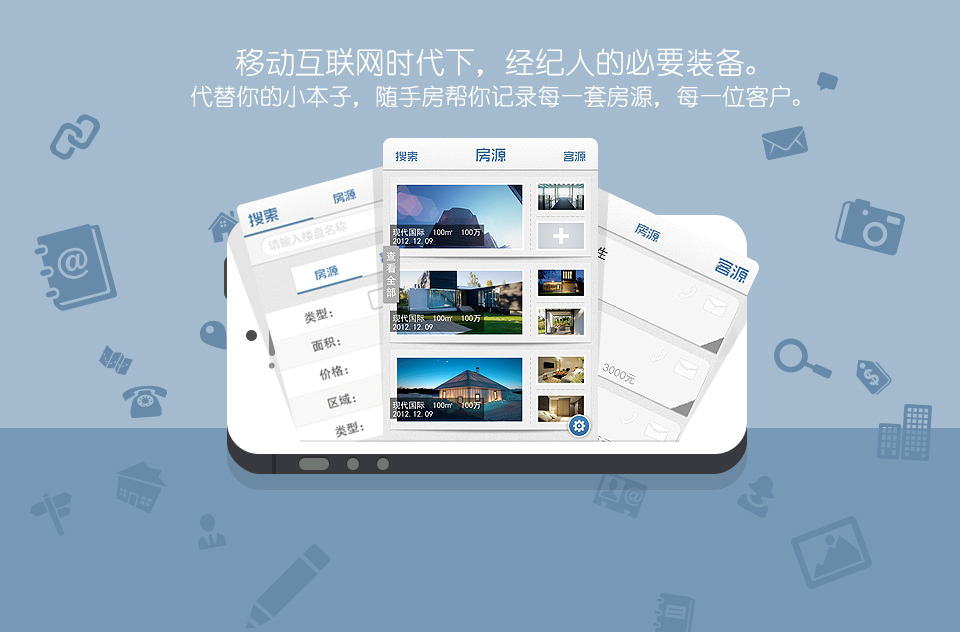 移动互联网时代下，经纪人的必要装备。
代替你的小本子，随手房帮你记录每一套房源，每一位客户。
搜索 房源 客源
搜索 房源
请输入楼盘名称
房源
类型:
面积:
价格:
区域:
类型:
现代国际 100㎡ 100万
2012.12.09
查看全部
现代国际 100㎡ 100万
2012.12.09
现代国际 100㎡ 100万
2012.12.09
房源 客源
生
3000元